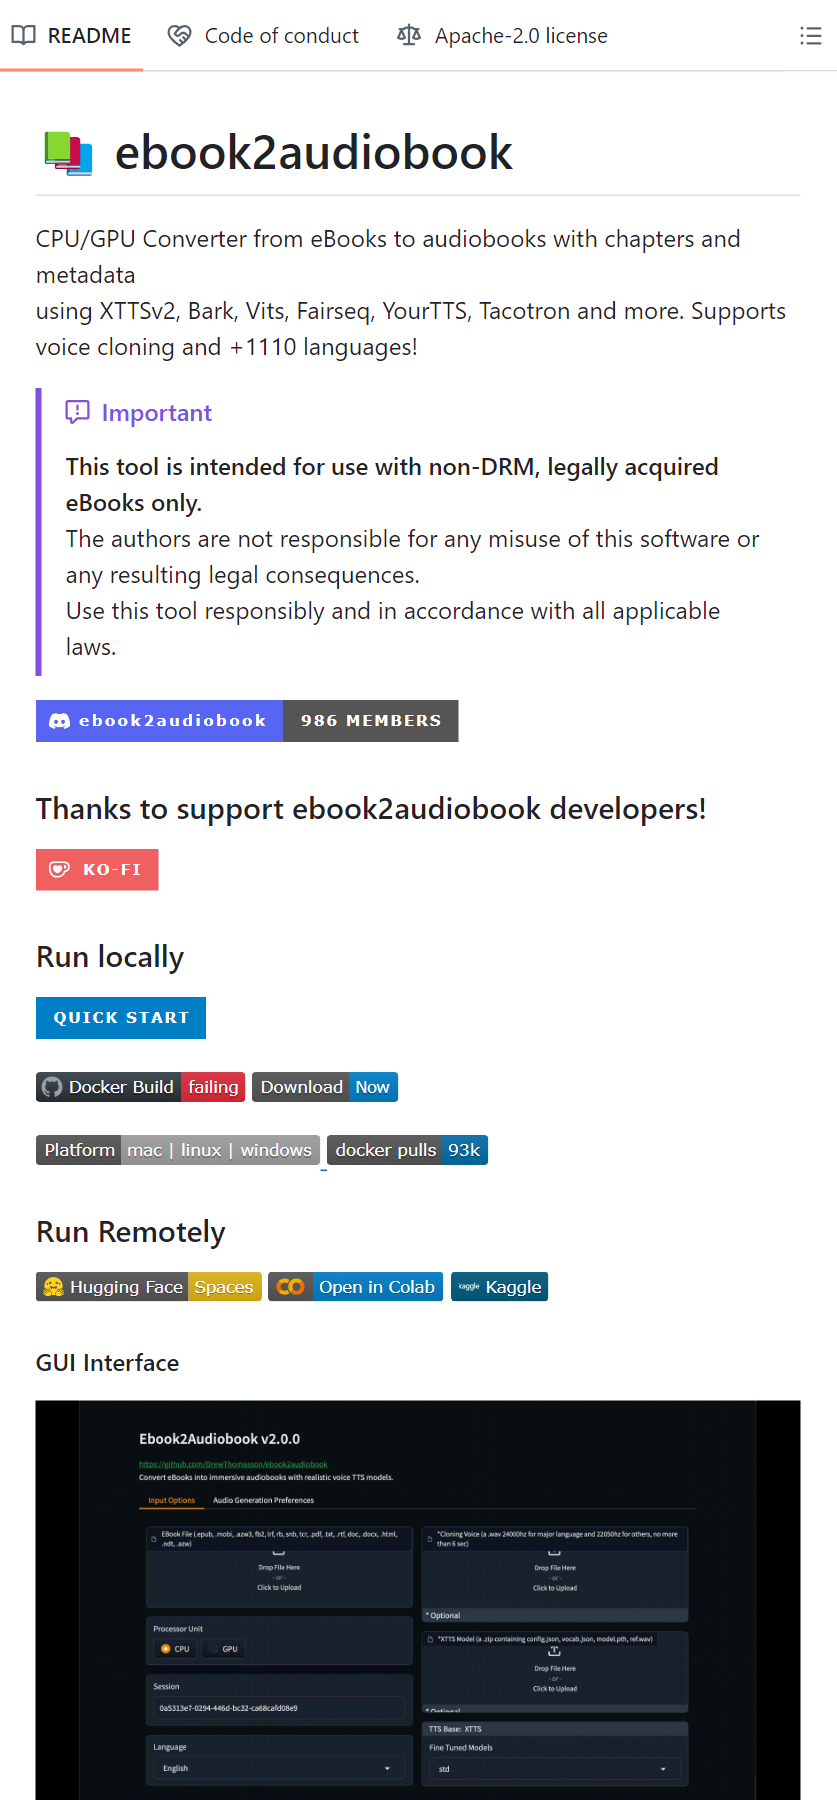 README
Code of conduct
Apache-2.0 license
ebook2audiobook
CPU/GPU Converter from eBooks to audiobooks with chapters and
metadata
using XTTSv2, Bark, Vits, Fairseq, YourTTS, Tacotron and more. Supports
voice cloning and +1110 languages!
Important
This tool is intended for use with non-DRM, legally acquired
eBooks only.
The authors are not responsible for any misuse of this software or
any resulting legal consequences.
Use this tool responsibly and in accordance with all applicable
laws.
ebook2audiobook 986 MEMBERS
Thanks to support ebook2audiobook developers!
KO-FI
Run locally
QUICK START
Docker Build failing Download Now
Platform mac | linux | windows docker pulls 93k
Run Remotely
Hugging Face Spaces Open in Colab kaggle Kaggle
GUI Interface
Ebook2Audiobook v2.0.0
https://github.com/DrewThomasson/ebook2audiobook
Convert eBooks into immersive audiobooks with realistic voice TTS models.
Input Options Audio Generation Preferences
EBook File (.epub, .mobi, .azw3, fb2, lrf, rb, snb, tcr, .pdf, .txt, .rtf, doc, .docx, .html,
.odt, .azw)
Drop File Here
- or -
Click to Upload
*Cloning Voice (a .wav 24000hz for major language and 22050hz for others, no more
than 6 sec)
Drop File Here
- or -
Click to Upload
* Optional
Processor Unit
CPU GPU
*XTTS Model (a .zip containing config.json, vocab.json, model.pth, ref.wav)
Drop File Here
- or -
Click to Upload
* Optional
Session
0a5313e7-0294-446d-bc32-ca68cafd08e9
TTS Base: XTTS
Fine Tuned Models
std
Language
English